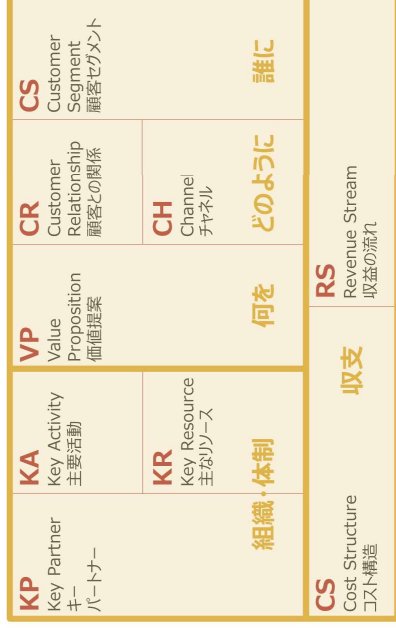 KP
Key Partner
キー
パートナー
KA
Key Activity
主要活動
KR
Key Resource
主なリソース
組織・体制
VP
Value
Proposition
価値提案
何を
CR
Customer
Relationship
顧客との関係
CH
Channel
チャネル
どのように
CS
Customer
Segment
顧客セグメント
誰に
CS
Cost Structure
コスト構造
収支
RS
Revenue Stream
収益の流れ